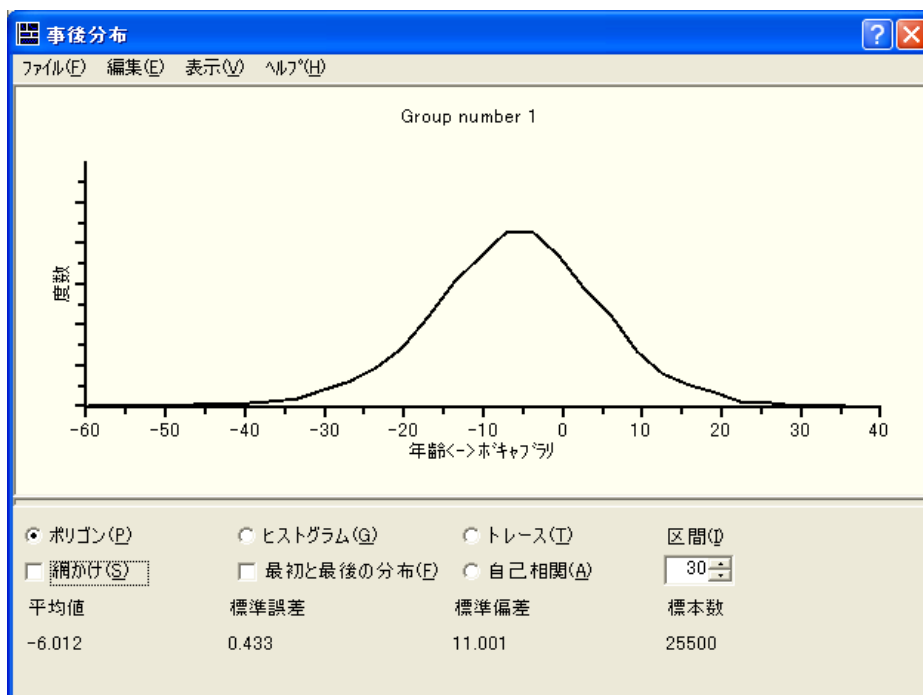 事後分布
ﾌｧｲﾙ(F) 編集(E) 表示(V) ﾍﾙﾌﾟ(H)
Group number 1
度数
-60 -50 -40 -30 -20 -10 0 10 20 30 40
年齢<->ﾎﾞｷｬﾌﾞﾗﾘ
ポリゴン(P) ヒストグラム(G) トレース(T) 区間(I)
網かけ(S) 最初と最後の分布(F) 自己相関(A) 30
平均値 標準誤差 標準偏差 標本数
-6.012 0.433 11.001 25500